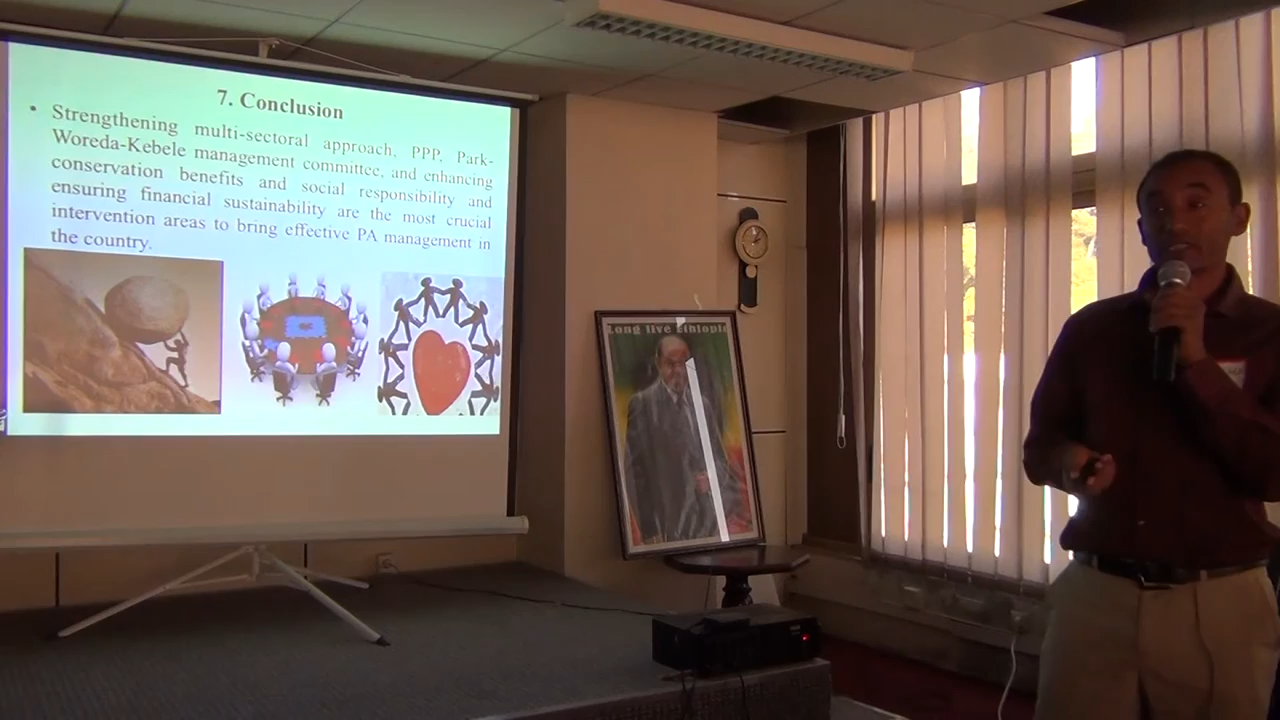 7. Conclusion
• Strengthening multi-sectoral approach, PPP, Park-
Woreda-Kebele management committee, and enhancing
conservation benefits and social responsibility and
ensuring financial sustainability are the most crucial
intervention areas to bring effective PA management in
the country.
Long live Ethiopia